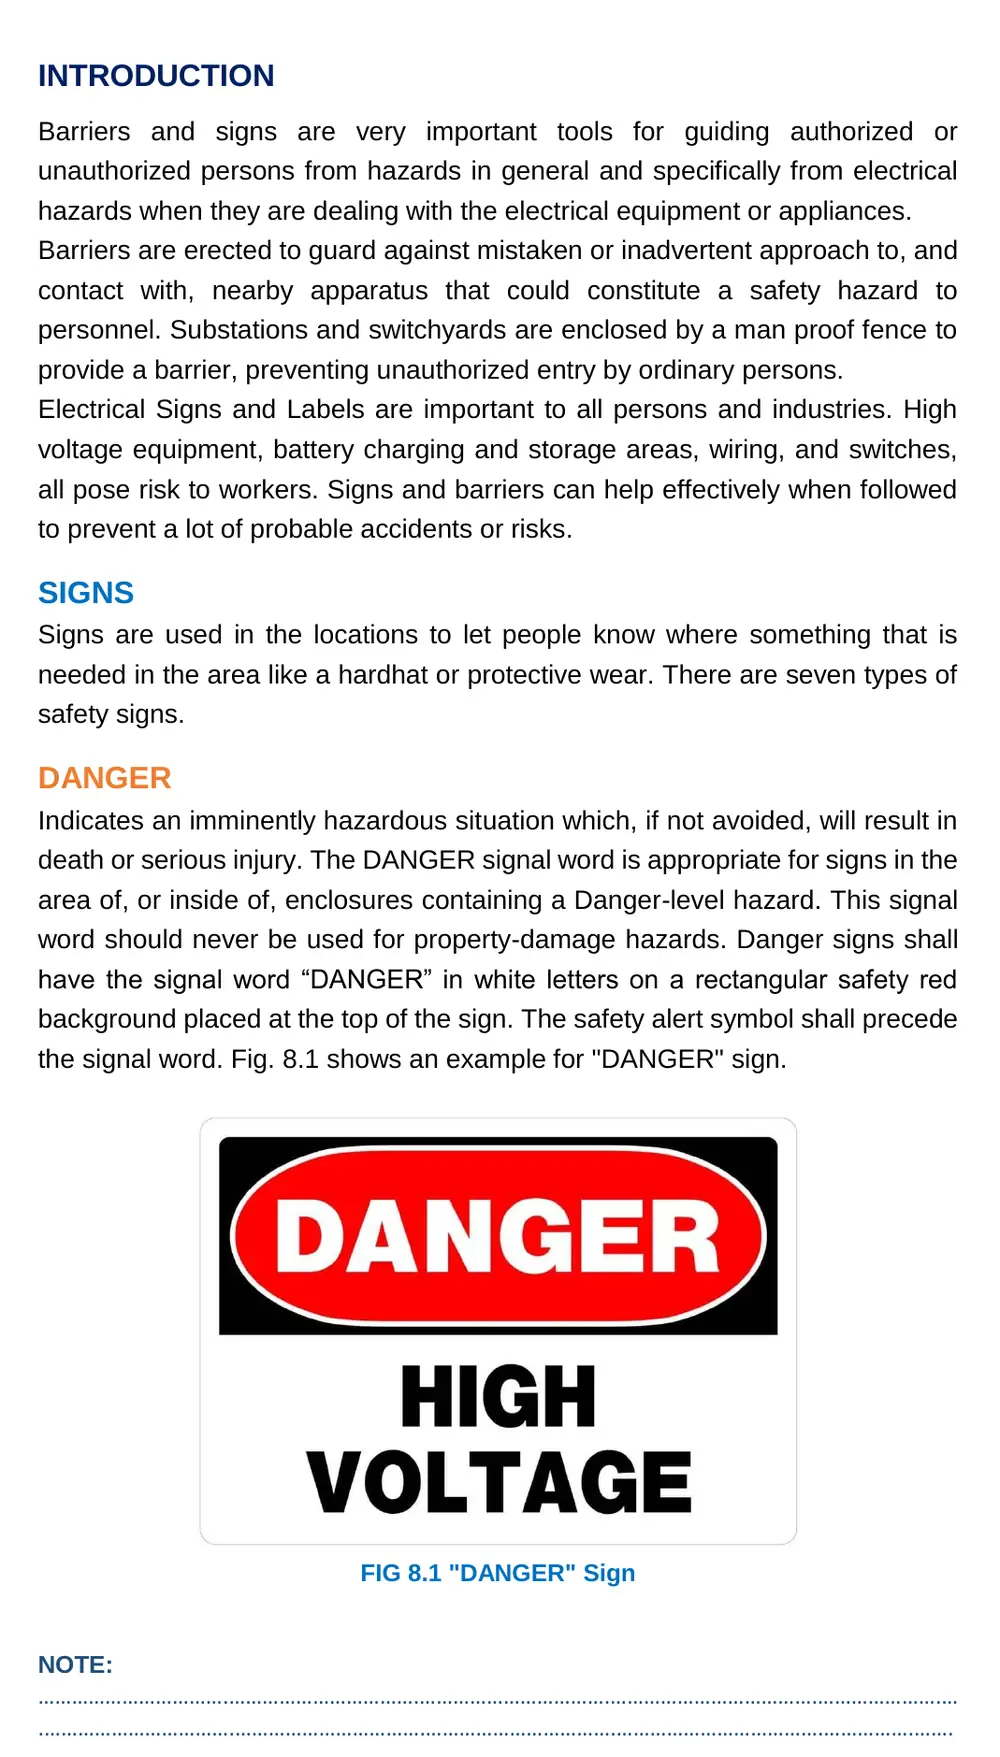 INTRODUCTION
Barriers and signs are very important tools for guiding authorized or
unauthorized persons from hazards in general and specifically from electrical
hazards when they are dealing with the electrical equipment or appliances.
Barriers are erected to guard against mistaken or inadvertent approach to, and
contact with, nearby apparatus that could constitute a safety hazard to
personnel. Substations and switchyards are enclosed by a man proof fence to
provide a barrier, preventing unauthorized entry by ordinary persons.
Electrical Signs and Labels are important to all persons and industries. High
voltage equipment, battery charging and storage areas, wiring, and switches,
all pose risk to workers. Signs and barriers can help effectively when followed
to prevent a lot of probable accidents or risks.
SIGNS
Signs are used in the locations to let people know where something that is
needed in the area like a hardhat or protective wear. There are seven types of
safety signs.
DANGER
Indicates an imminently hazardous situation which, if not avoided, will result in
death or serious injury. The DANGER signal word is appropriate for signs in the
area of, or inside of, enclosures containing a Danger-level hazard. This signal
word should never be used for property-damage hazards. Danger signs shall
have the signal word “DANGER” in white letters on a rectangular safety red
background placed at the top of the sign. The safety alert symbol shall precede
the signal word. Fig. 8.1 shows an example for "DANGER" sign.
DANGER
HIGH
VOLTAGE
FIG 8.1 "DANGER" Sign
NOTE: